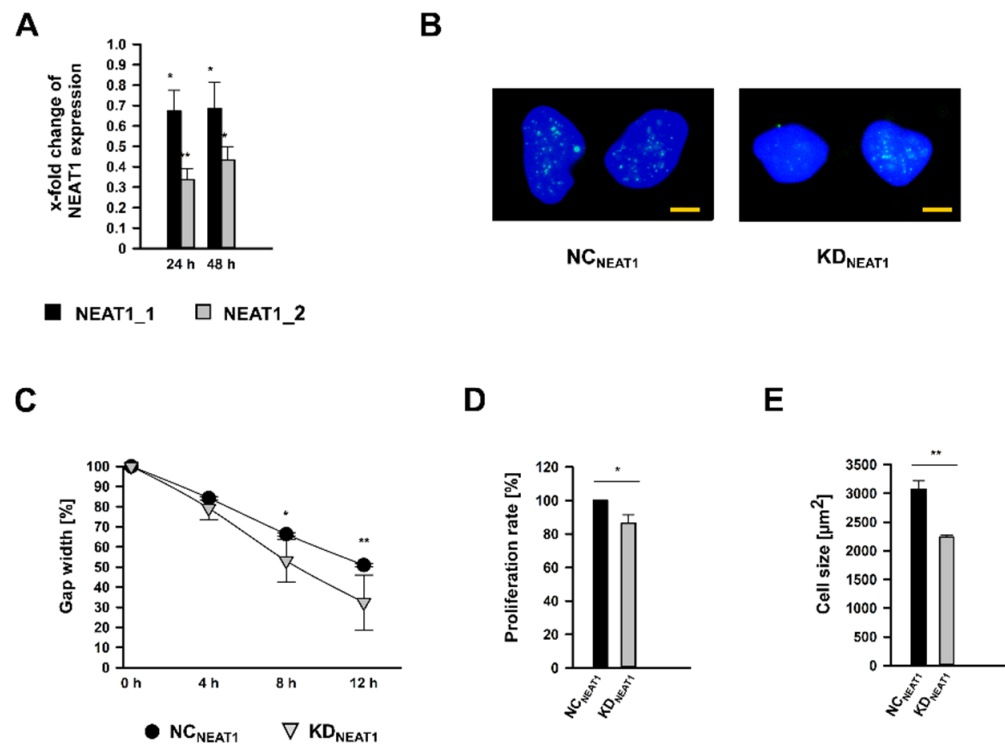 A
x-fold change of
NEAT1 expression
1.0
0.9
0.8
0.7
0.6
0.5
0.4
0.3
0.2
0.1
0
*
**
*
*
24 h
48 h
NEAT1_1
NEAT1_2
B
NC NEAT1
KD NEAT1
C
Gap width [%]
100
90
80
70
60
50
40
30
20
10
0
*
**
0 h
4 h
8 h
12 h
NC NEAT1
KD NEAT1
D
Proliferation rate [%]
120
100
80
60
40
20
0
*
NC NEAT1
KD NEAT1
E
Cell size [µm²]
3500
3000
2500
2000
1500
1000
500
0
**
NC NEAT1
KD NEAT1